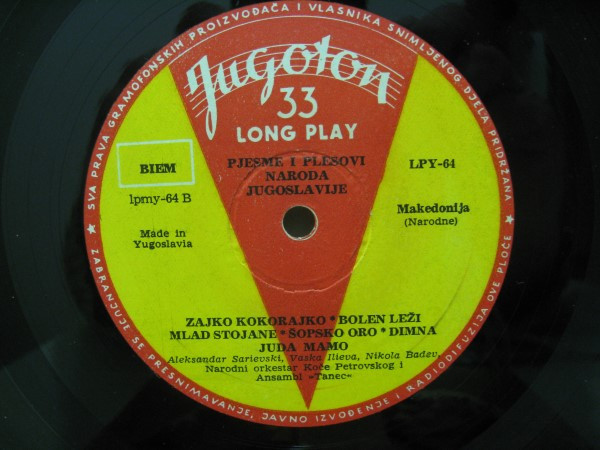 SVA PRAVA GRAMOFONSKIH PROIZVOĐAČA I VLASNIKA SNIMLJENOG DJELA PRIDRŽANA ★
Jugoton
33
LONG PLAY
PJESME I PLESOVI
NARODA
JUGOSLAVIJE
BIEM
lpmy-64 B
Made in
Yugoslavia
LPY-64
Makedonija
(Narodne)
ZAJKO KOKORAJKO * BOLEN LEŽI
MLAD STOJANE * ŠOPSKO ORO * DIMNA
JUDA MAMO
Aleksandar Sarievski, Vaska Ilieva, Nikola Badev,
Narodni orkestar Koče Petrovskog i
Ansambl »Tanec«
ZABRANJUJE SE PRESNIMAVANJE, JAVNO IZVOĐENJE I RADIODIFUZIJA OVE PLOČE ★